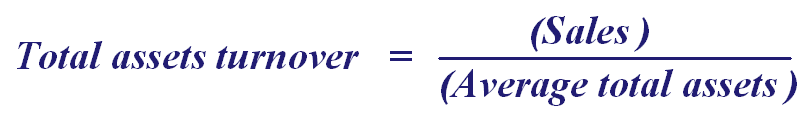 Total assets turnover = (Sales )
(Average total assets )